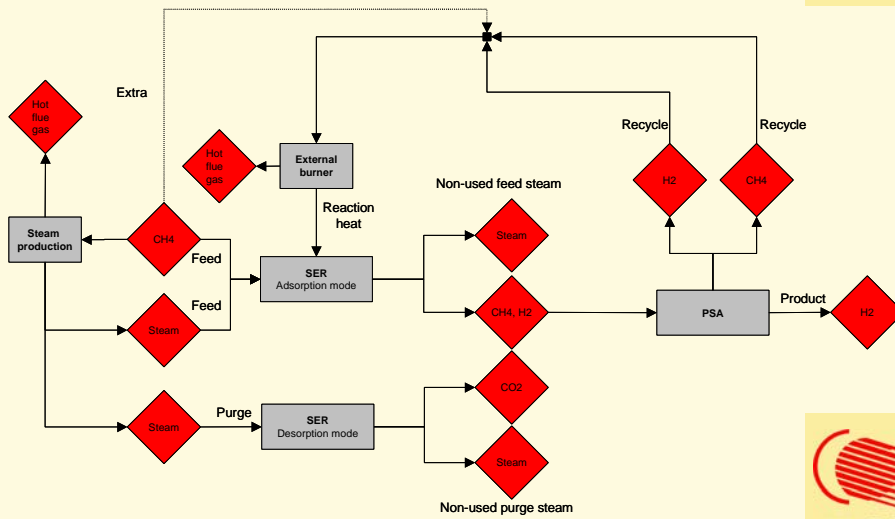 Extra
Hot
flue
gas
Recycle
Recycle
Hot
flue
gas
External
burner
H2
CH4
Non-used feed steam
Reaction
heat
Steam
production
CH4
Feed
Steam
SER
Adsorption mode
Feed
Product
Steam
CH4, H2
PSA
H2
CO2
Steam
Purge
SER
Desorption mode
Steam
Non-used purge steam